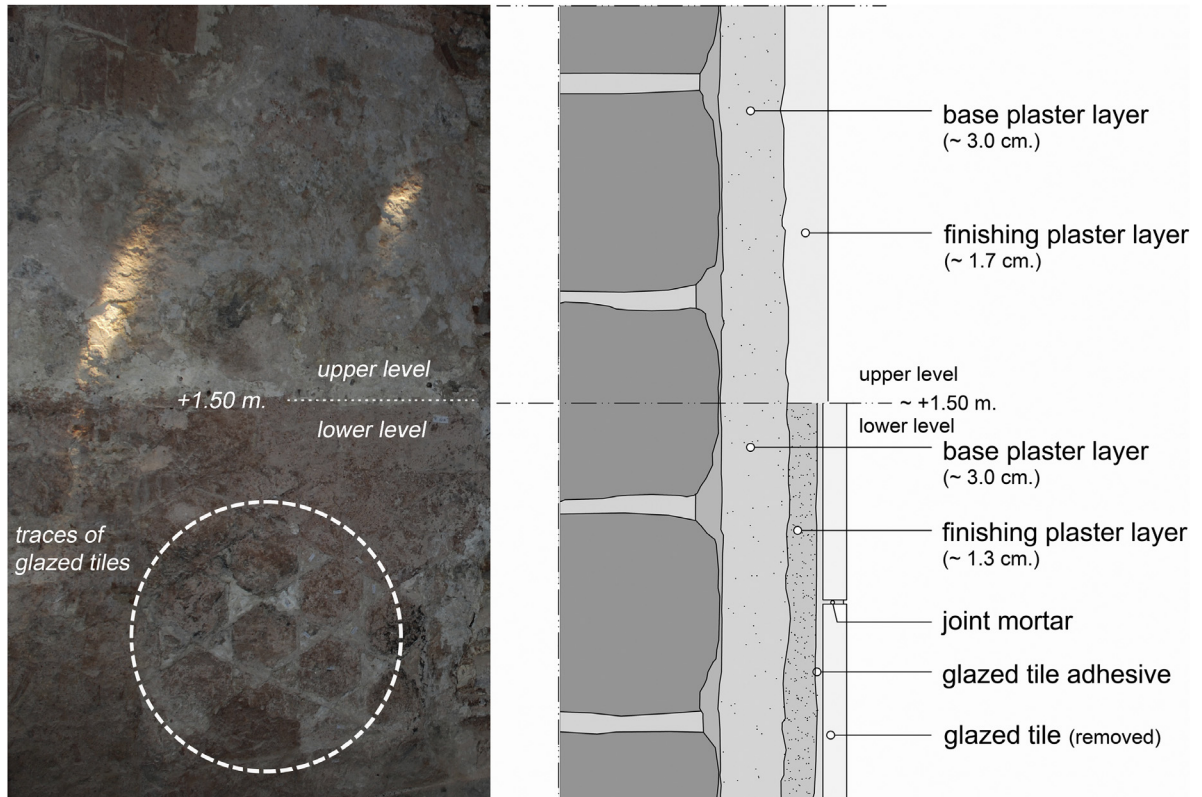 upper level
+1.50 m.
lower level
traces of
glazed tiles
base plaster layer
(~ 3.0 cm.)
finishing plaster layer
(~ 1.7 cm.)
upper level
~ +1.50 m.
lower level
base plaster layer
(~ 3.0 cm.)
finishing plaster layer
(~ 1.3 cm.)
joint mortar
glazed tile adhesive
glazed tile (removed)